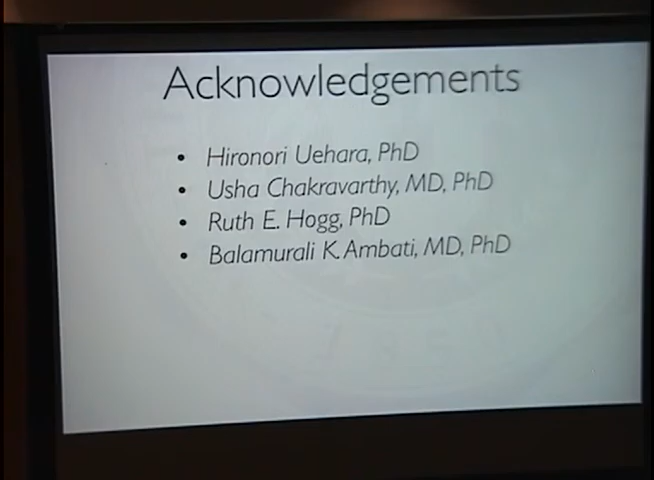 Acknowledgements
• Hironori Uehara, PhD
• Usha Chakravarthy, MD, PhD
• Ruth E. Hogg, PhD
• Balamurali K. Ambati, MD, PhD